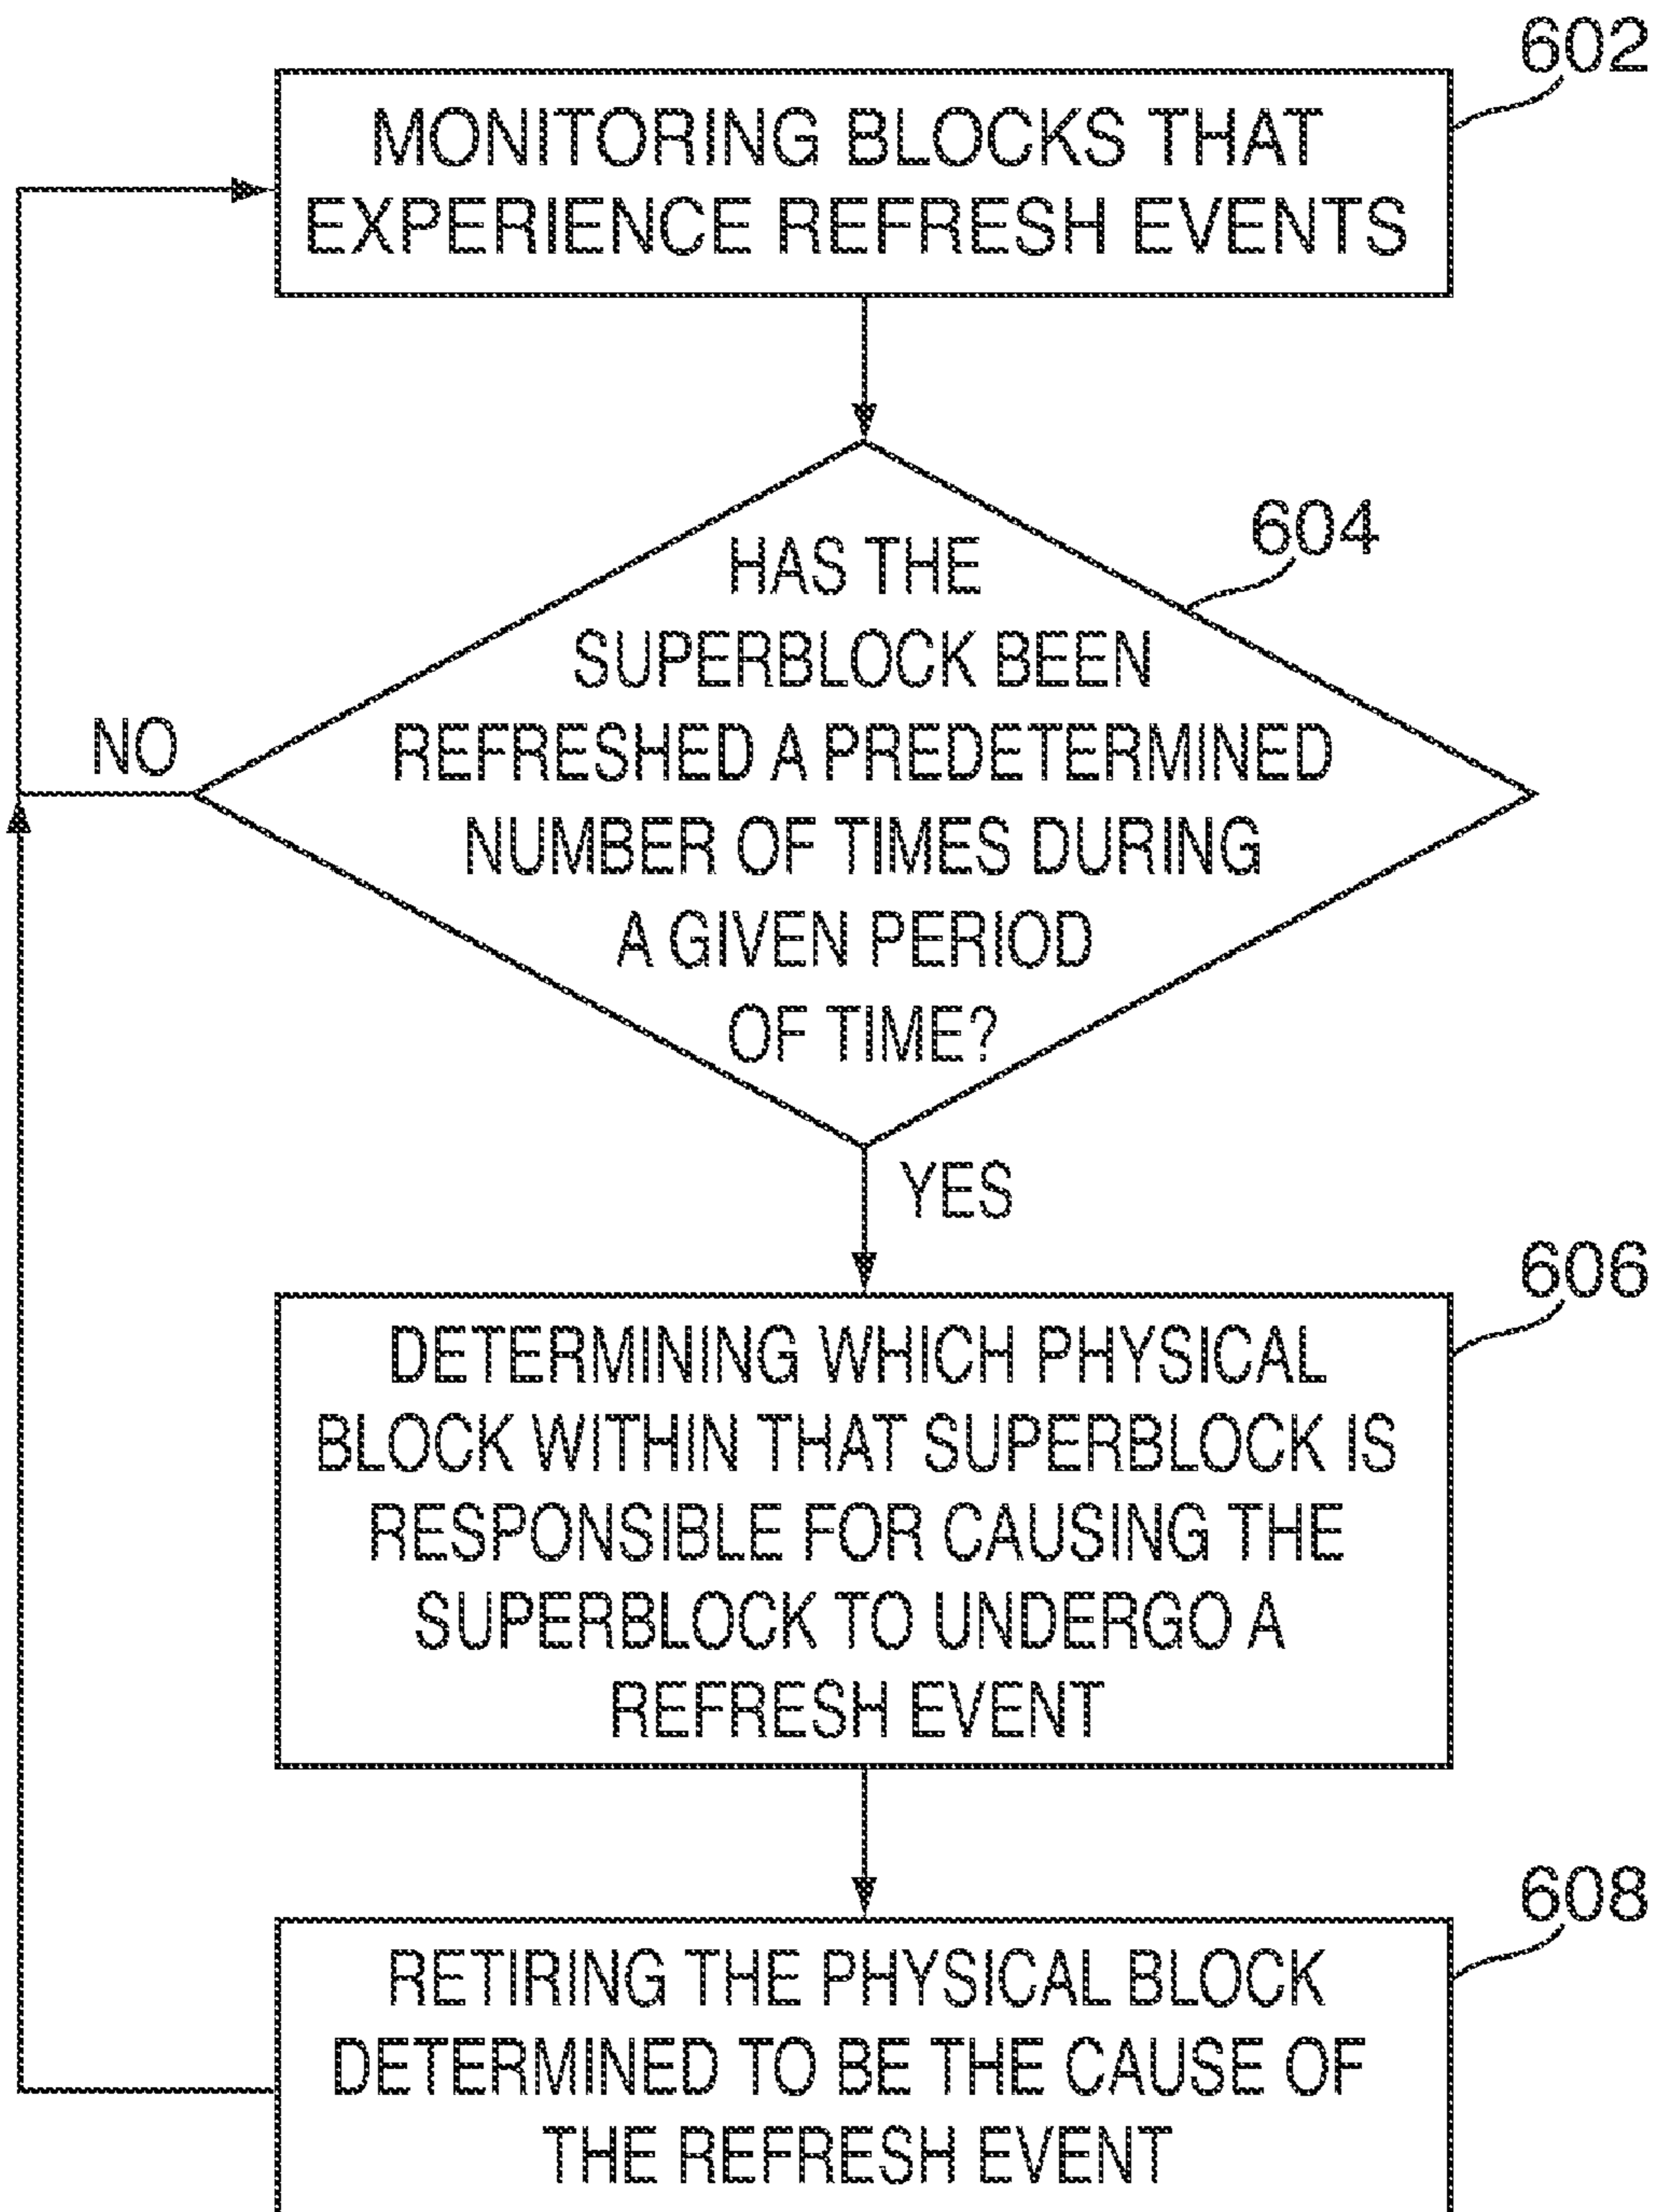 602
MONITORING BLOCKS THAT
EXPERIENCE REFRESH EVENTS
604
HAS THE
SUPERBLOCK BEEN
REFRESHED A PREDETERMINED
NUMBER OF TIMES DURING
A GIVEN PERIOD
OF TIME?
NO
YES
606
DETERMINING WHICH PHYSICAL
BLOCK WITHIN THAT SUPERBLOCK IS
RESPONSIBLE FOR CAUSING THE
SUPERBLOCK TO UNDERGO A
REFRESH EVENT
608
RETIRING THE PHYSICAL BLOCK
DETERMINED TO BE THE CAUSE OF
THE REFRESH EVENT